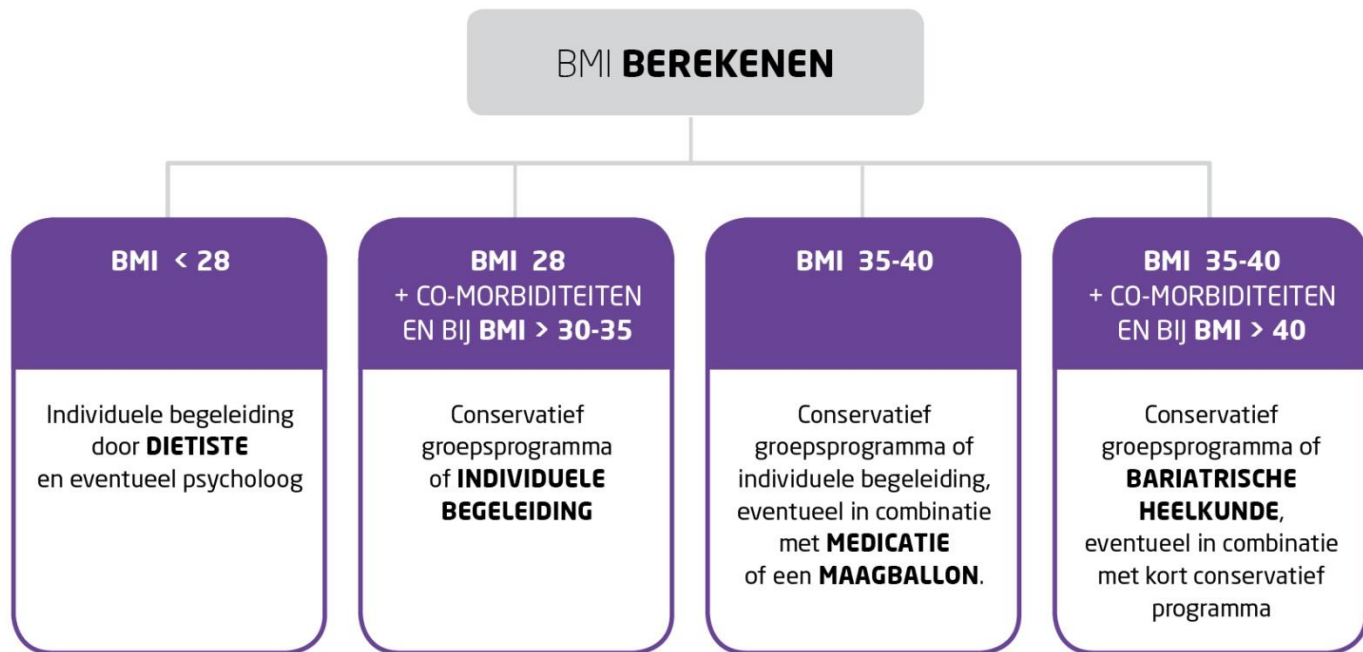 BMI BEREKENEN
BMI < 28
BMI 28
+ CO-MORBIDITEITEN
EN BIJ BMI > 30-35
BMI 35-40
BMI 35-40
+ CO-MORBIDITEITEN
EN BIJ BMI > 40
Individuele begeleiding
door DIETISTE
en eventueel psycholoog
Conservatief
groepsprogramma
of INDIVIDUELE
BEGELEIDING
Conservatief
groepsprogramma of
individuele begeleiding,
eventueel in combinatie
met MEDICATIE
of een MAAGBALLON.
Conservatief
groepsprogramma of
BARIATRISCHE
HEELKUNDE,
eventueel in combinatie
met kort conservatief
programma